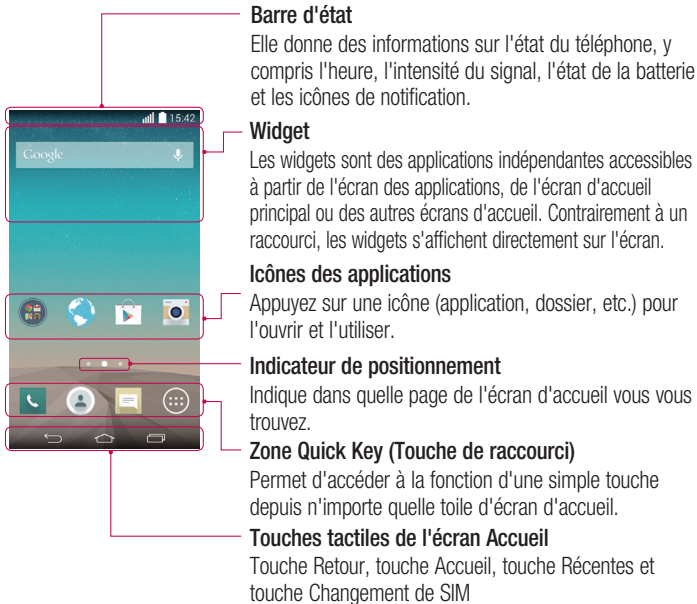 Barre d'état
Elle donne des informations sur l'état du téléphone, y
compris l'heure, l'intensité du signal, l'état de la batterie
et les icônes de notification.
15:42
Google
Widget
Les widgets sont des applications indépendantes accessibles
à partir de l'écran des applications, de l'écran d'accueil
principal ou des autres écrans d'accueil. Contrairement à un
raccourci, les widgets s'affichent directement sur l'écran.
Icônes des applications
Appuyez sur une icône (application, dossier, etc.) pour
l'ouvrir et l'utiliser.
Indicateur de positionnement
Indique dans quelle page de l'écran d'accueil vous vous
trouvez.
Zone Quick Key (Touche de raccourci)
Permet d'accéder à la fonction d'une simple touche
depuis n'importe quelle toile d'écran d'accueil.
Touches tactiles de l'écran Accueil
Touche Retour, touche Accueil, touche Récentes et
touche Changement de SIM